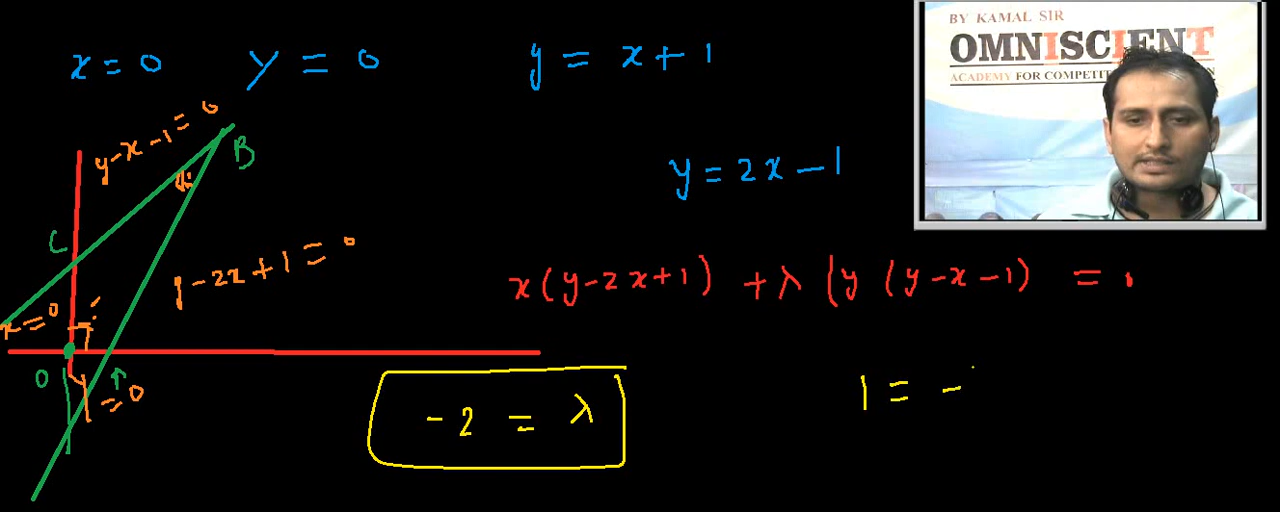 BY KAMAL SIR
OMNISCIENT
ACADEMY FOR COMPETIT
x = 0 y = 0 y = x + 1
y - x - 1 = 0
B
y = 2x - 1
C
y - 2x + 1 = 0
x(y-2x+1) + λ (y (y-x-1) =
x = 0
O
= 0
-2 = λ
1 = -